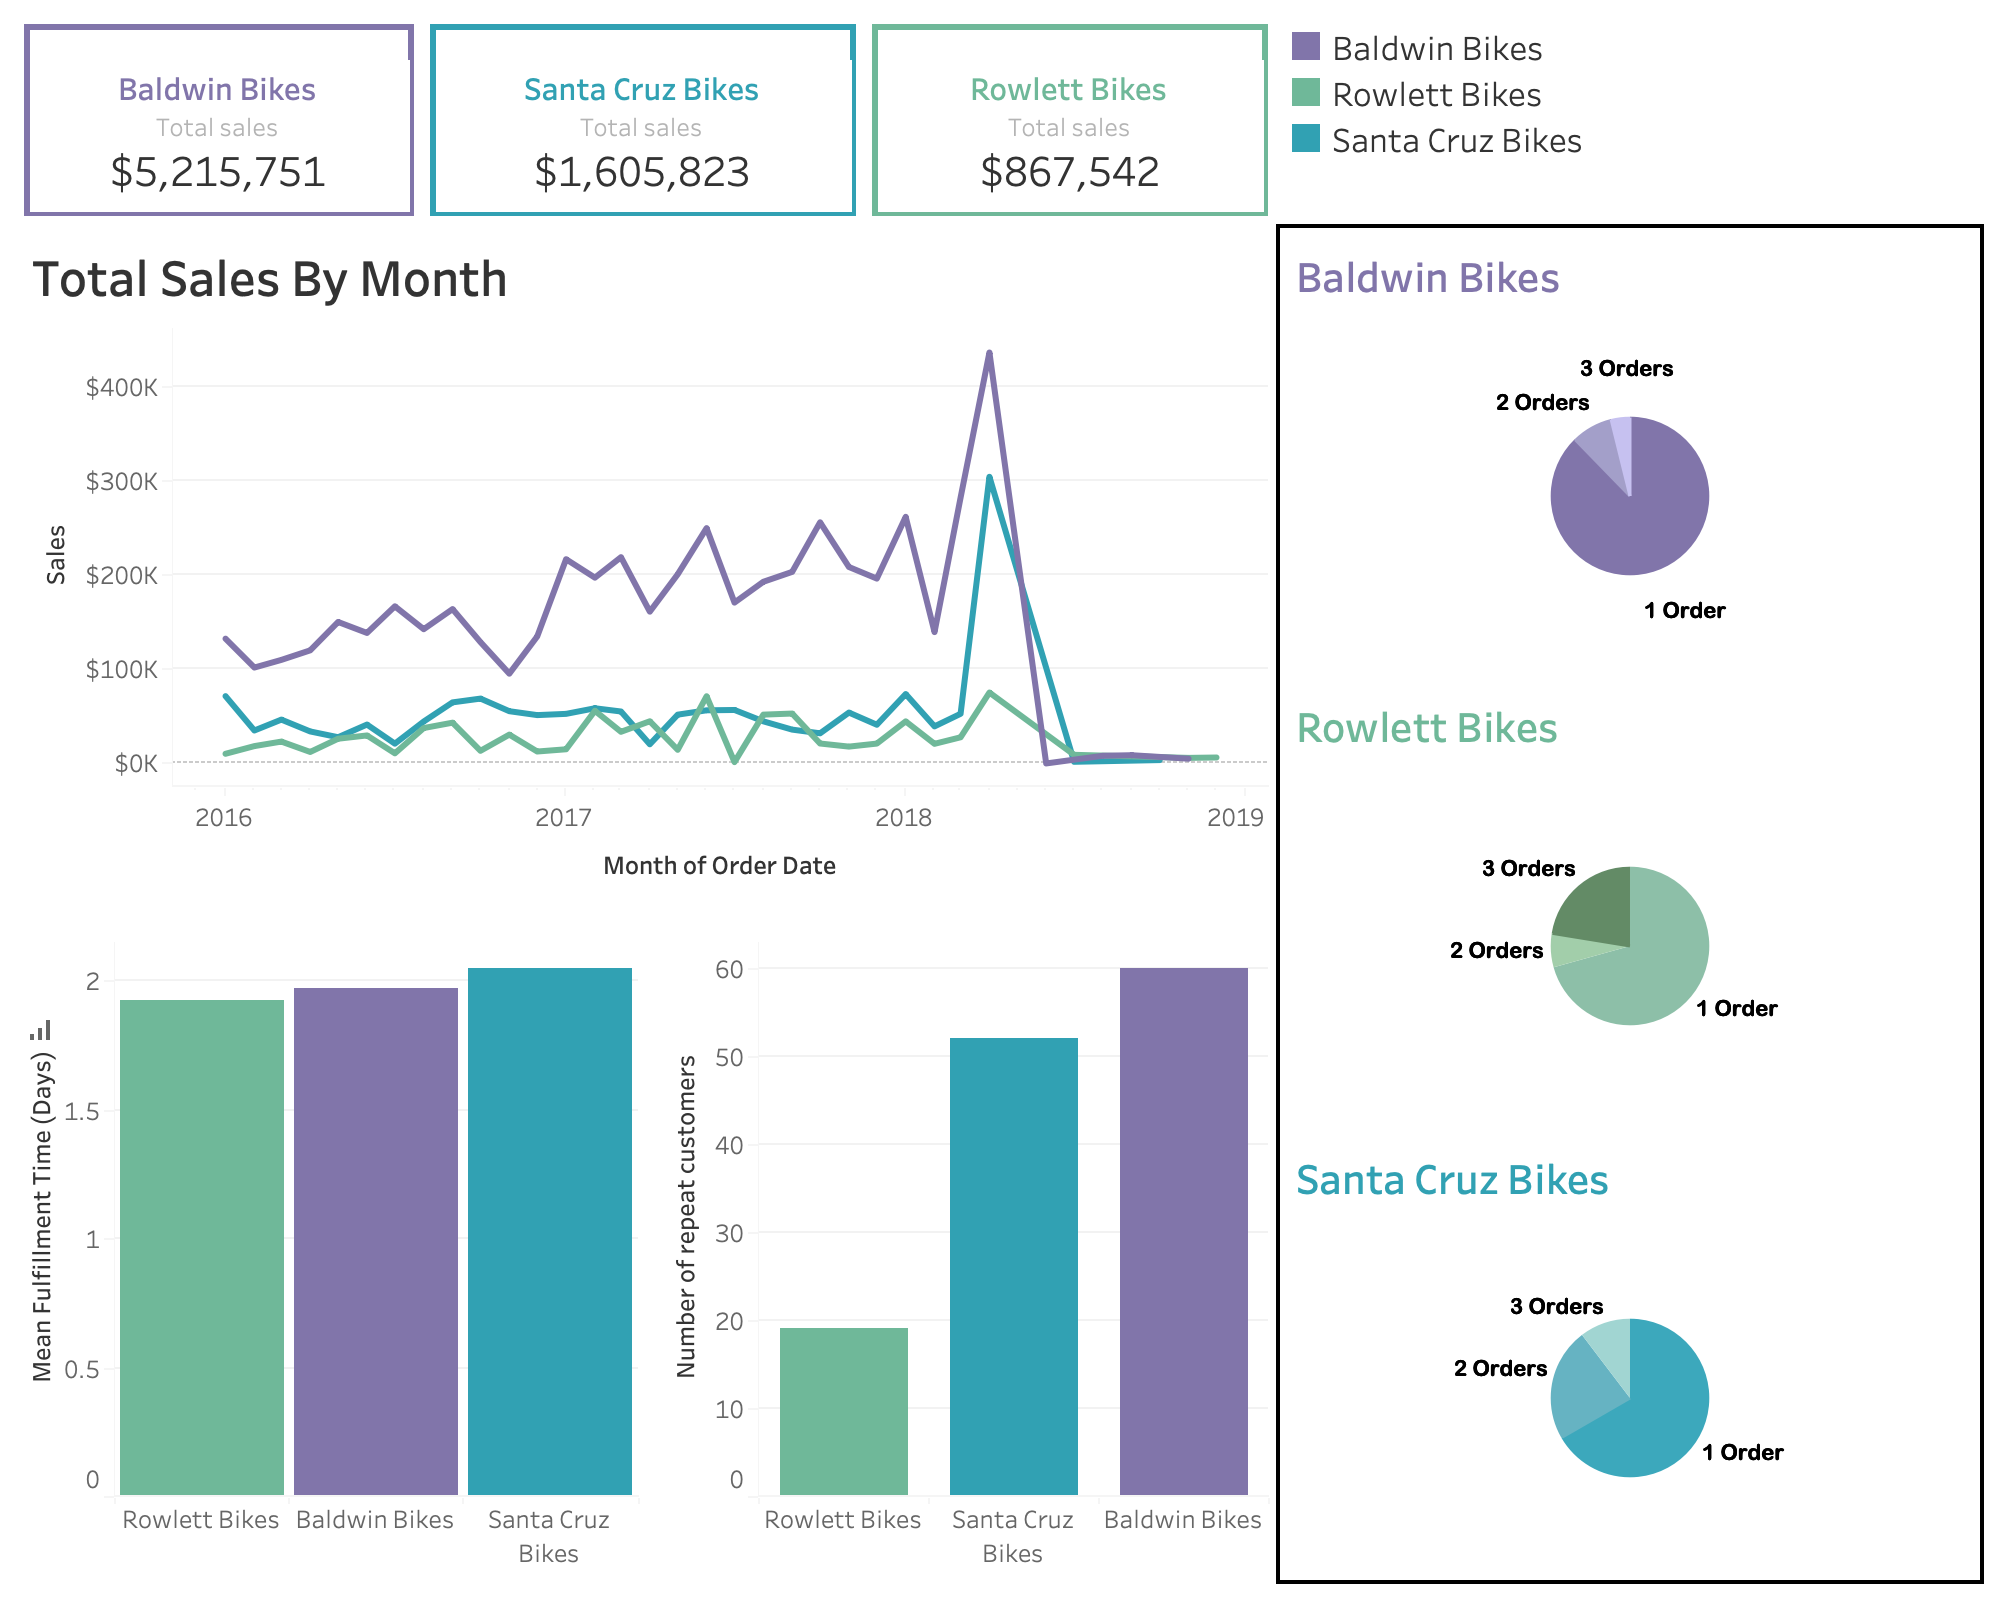 Baldwin Bikes
Total sales
$5,215,751
Santa Cruz Bikes
Total sales
$1,605,823
Rowlett Bikes
Total sales
$867,542
Baldwin Bikes
Rowlett Bikes
Santa Cruz Bikes
Total Sales By Month
Sales
$400K
$300K
$200K
$100K
$0K
2016
2017
2018
2019
Month of Order Date
Mean Fulfillment Time (Days)
2
1.5
1
0.5
0
Rowlett Bikes
Baldwin Bikes
Santa Cruz
Bikes
Number of repeat customers
60
50
40
30
20
10
0
Rowlett Bikes
Santa Cruz
Bikes
Baldwin Bikes
Baldwin Bikes
3 Orders
2 Orders
1 Order
Rowlett Bikes
3 Orders
2 Orders
1 Order
Santa Cruz Bikes
3 Orders
2 Orders
1 Order